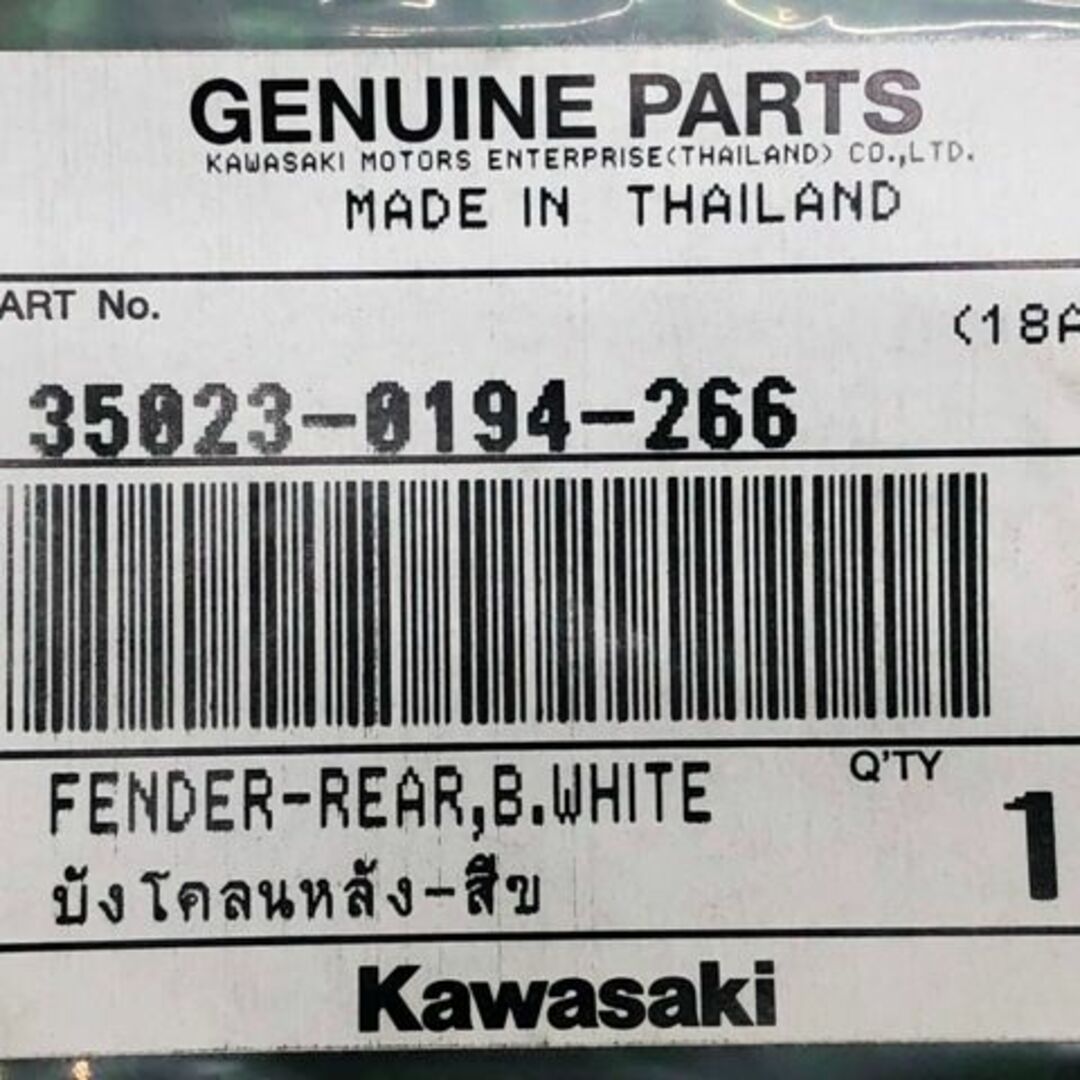 GENUINE PARTS
KAWASAKI MOTORS ENTERPRISE(THAILAND) CO.,LTD.
MADE IN THAILAND
ART No.
(18A
35023-0194-266
FENDER-REAR,B.WHITE
Q'TY
1
บังโคลนหลัง-สีข
Kawasaki